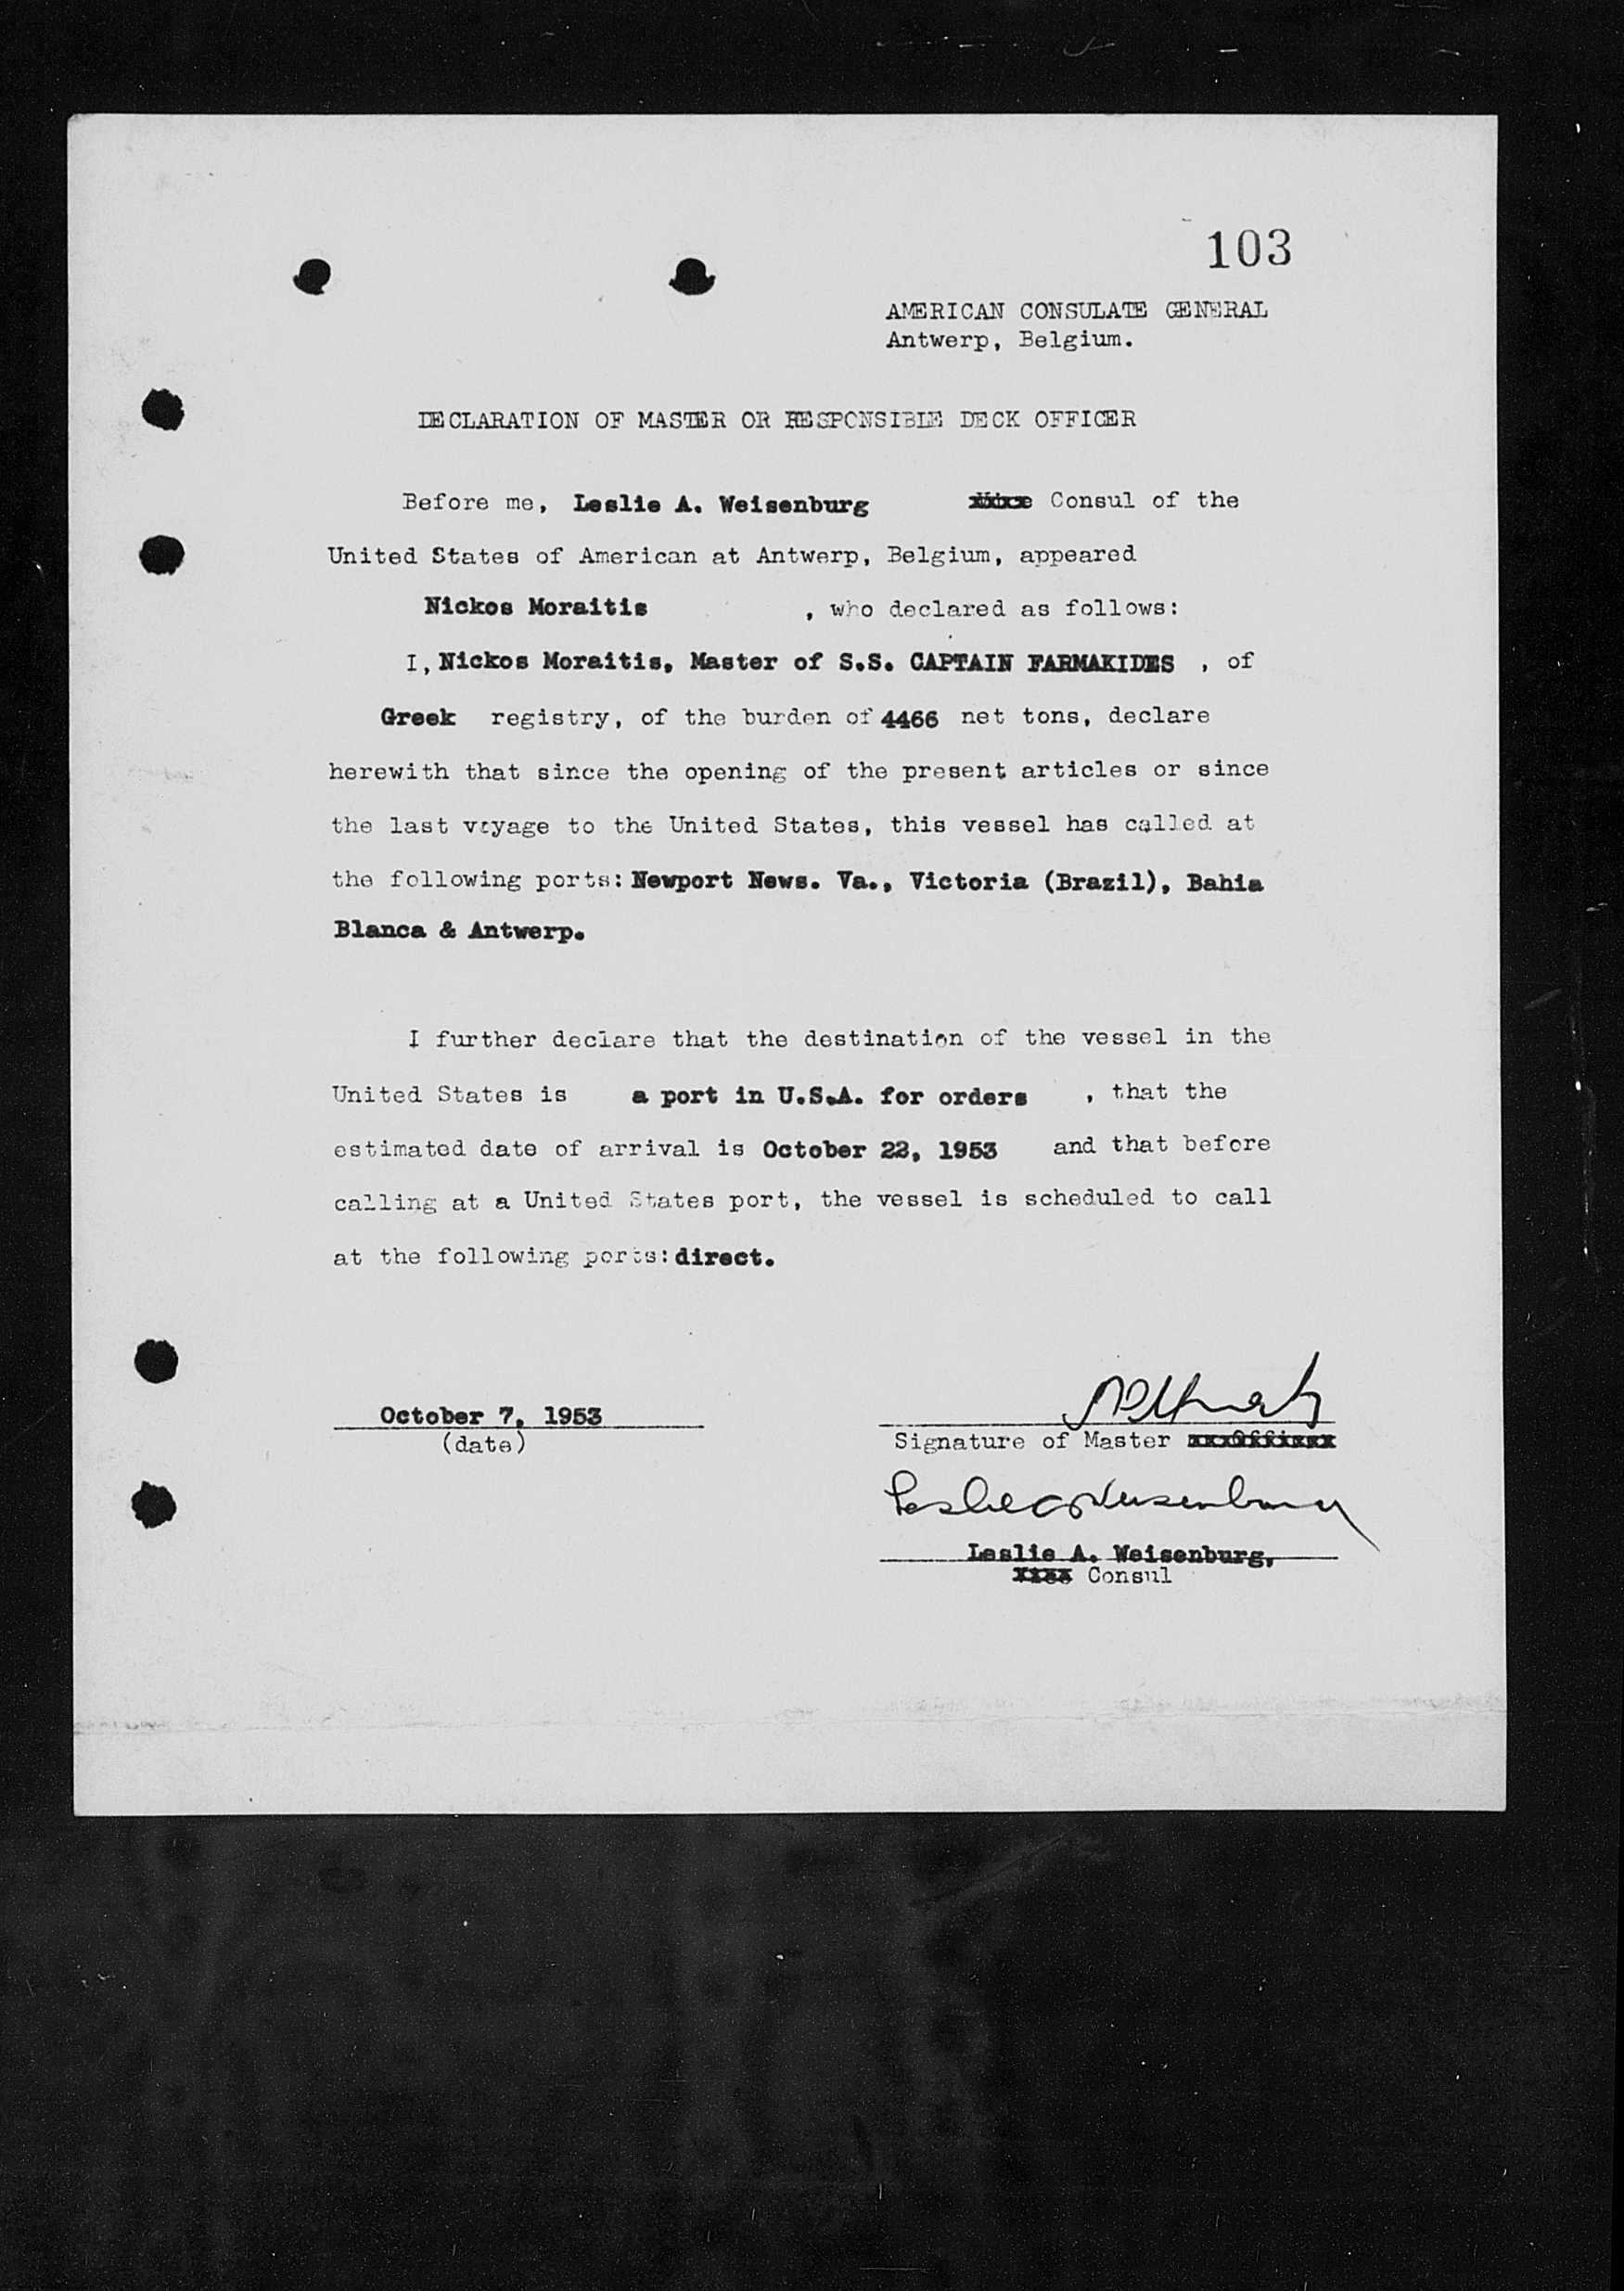 103
AMERICAN CONSULATE GENERAL
Antwerp, Belgium.
DECLARATION OF MASTER OR RESPONSIBLE DECK OFFICER
Before me, Leslie A. Weisenburg Consul of the
United States of American at Antwerp, Belgium, appeared
Nickos Moraitis , who declared as follows:
I, Nickos Moraitis, Master of S.S. CAPTAIN FARMAKIDES , of
Greek registry, of the burden of 4466 net tons, declare
herewith that since the opening of the present articles or since
the last voyage to the United States, this vessel has called at
the following ports: Newport News. Va., Victoria (Brazil), Bahia
Blanca & Antwerp.
I further declare that the destination of the vessel in the
United States is a port in U.S.A. for orders , that the
estimated date of arrival is October 22, 1953 and that before
calling at a United States port, the vessel is scheduled to call
at the following ports: direct.
October 7, 1953
(date)
Signature of Master
Leslie A. Weisenburg
Leslie A. Weisenburg,
Consul